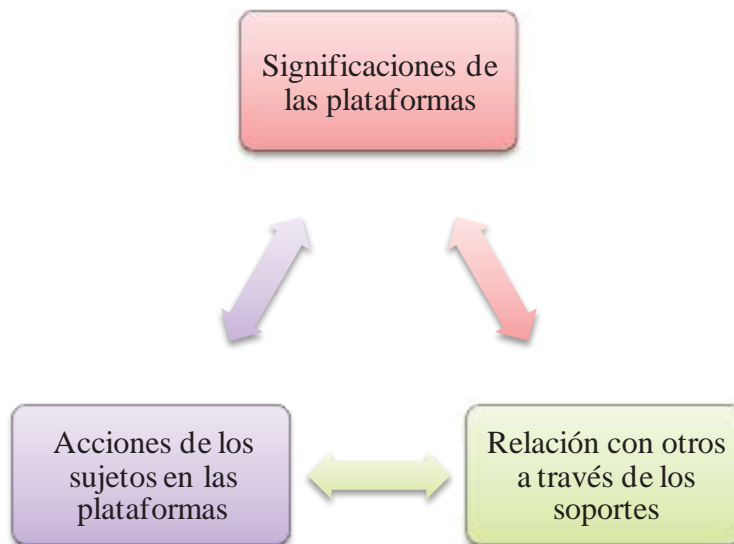 Significaciones de
las plataformas
Acciones de los
sujetos en las
plataformas
Relación con otros
a través de los
soportes